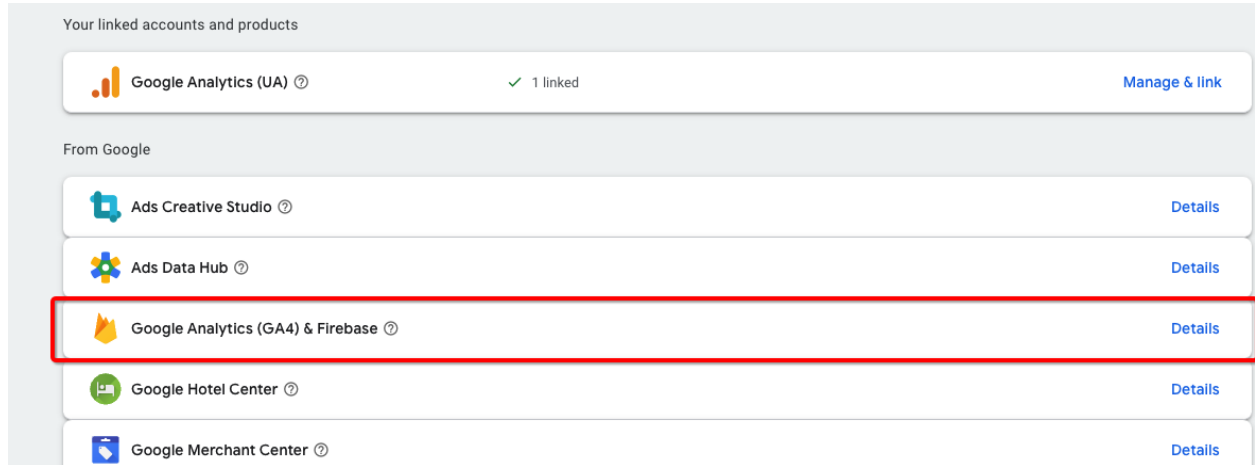 Your linked accounts and products
Google Analytics (UA) ✓ 1 linked Manage & link
From Google
Ads Creative Studio Details
Ads Data Hub Details
Google Analytics (GA4) & Firebase Details
Google Hotel Center Details
Google Merchant Center Details